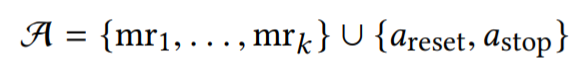 𝒜 = {mr₁, . . . , mrₖ} ∪ {a_reset, a_stop}